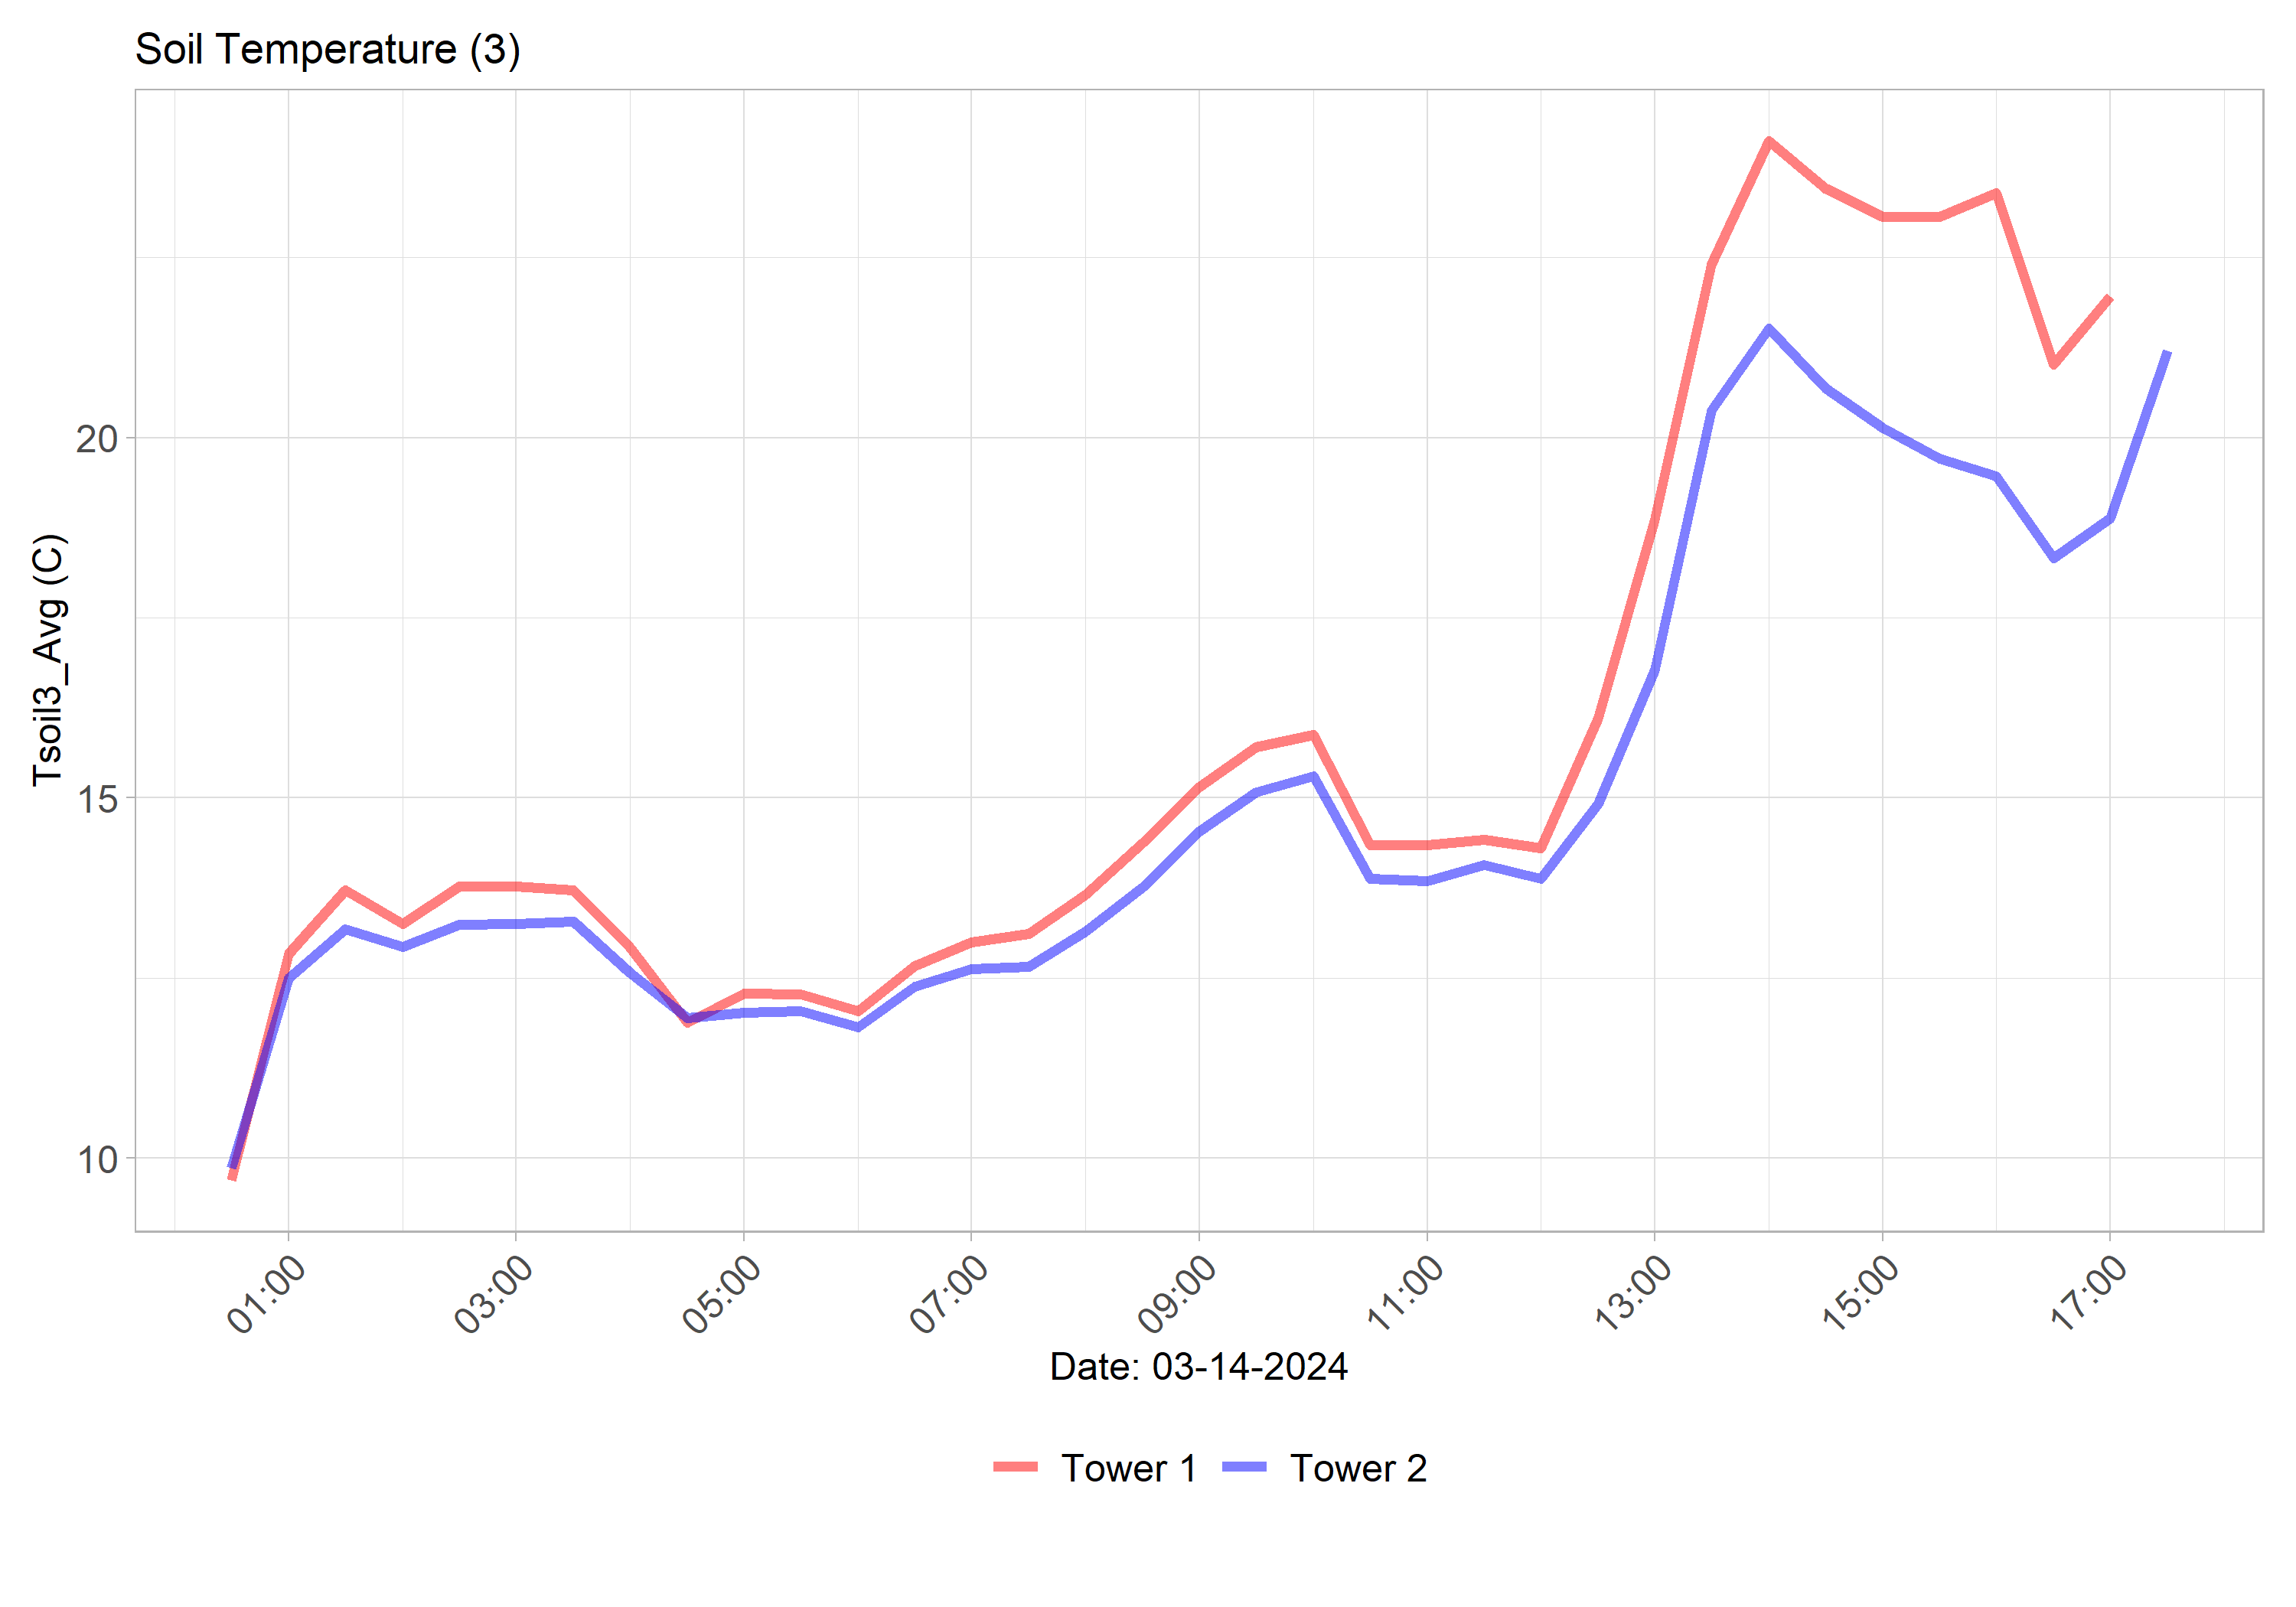 Soil Temperature (3)
Tsoil3_Avg (C)
20
15
10
01:00 03:00 05:00 07:00 09:00 11:00 13:00 15:00 17:00
Date: 03-14-2024
Tower 1 Tower 2